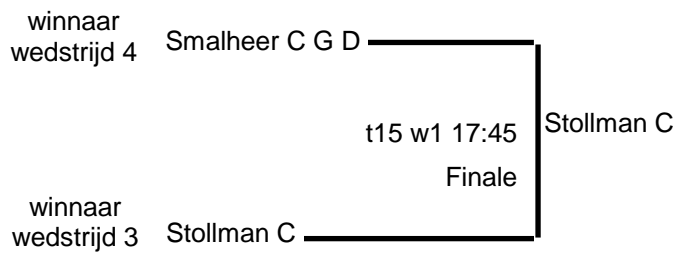 winnaar
wedstrijd 4
Smalheer C G D
t15 w1 17:45
Stollman C
Finale
winnaar
wedstrijd 3
Stollman C